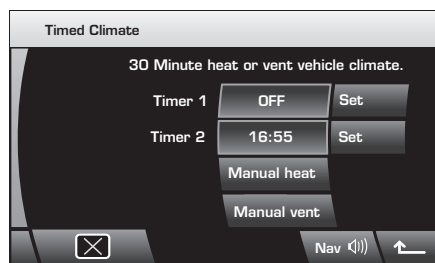 Timed Climate
30 Minute heat or vent vehicle climate.
Timer 1 OFF Set
Timer 2 16:55 Set
Manual heat
Manual vent
Nav